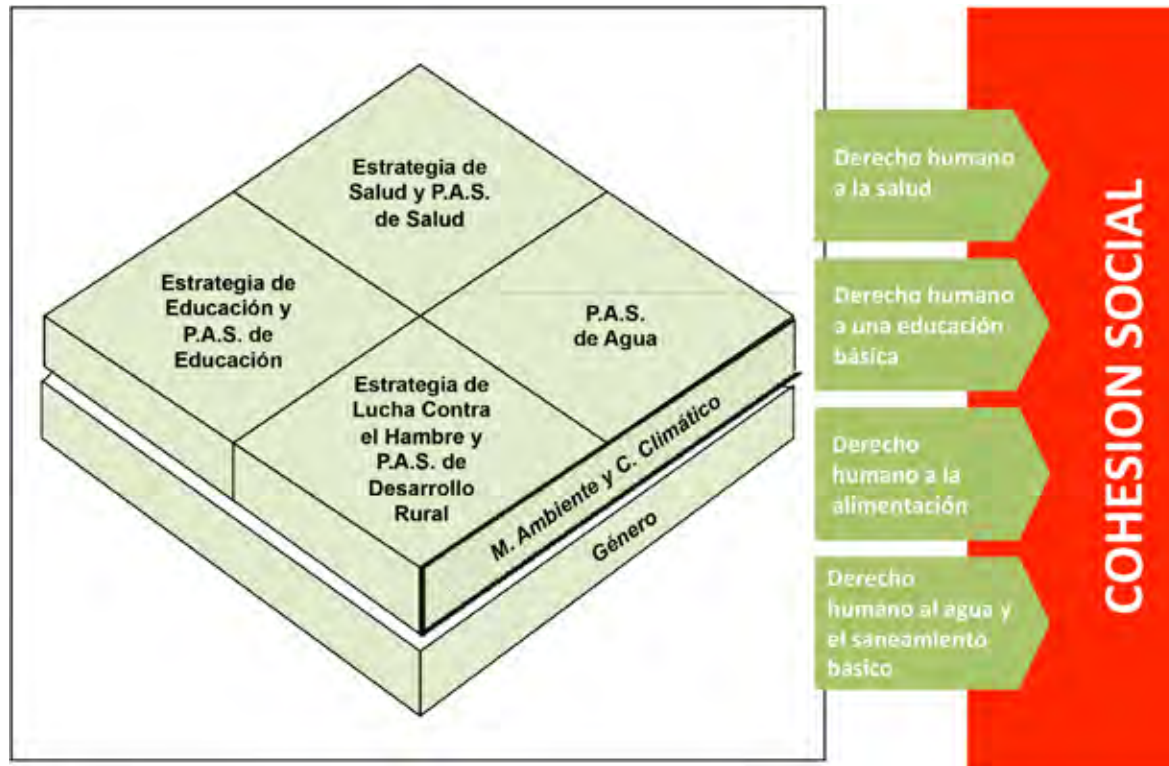 Estrategia de
Salud y P.A.S.
de Salud
Estrategia de
Educación y
P.A.S. de
Educación
P.A.S.
de Agua
Estrategia de
Lucha Contra
el Hambre y
P.A.S. de
Desarrollo
Rural
M. Ambiente y C. Climático
Género
Derecho humano
a la salud
Derecho humano
a una educación
básica
Derecho
humano a la
alimentación
Derecho
humano al agua y
el saneamiento
básico
COHESION SOCIAL